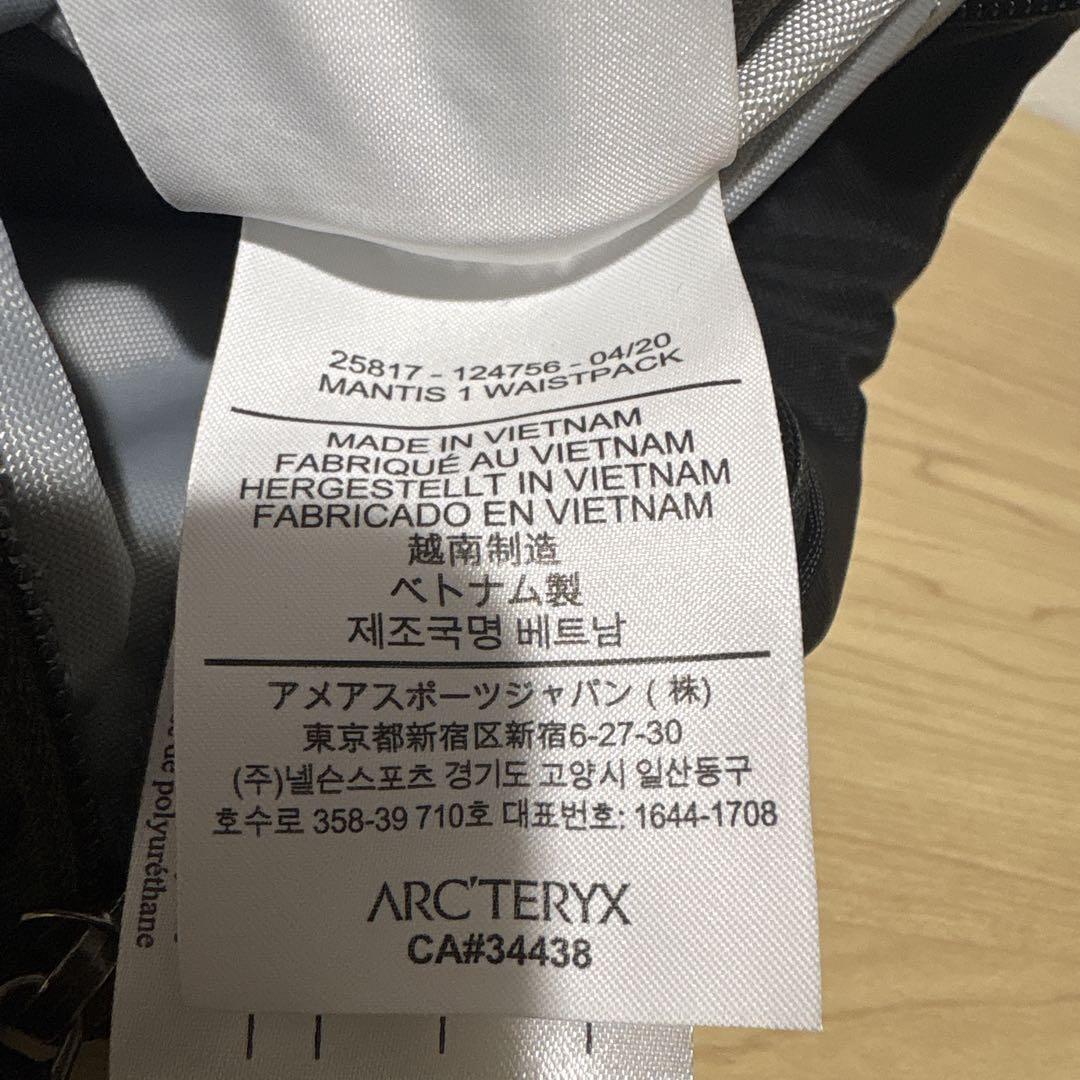 25817 - 124756 - 04/20
MANTIS 1 WAISTPACK
MADE IN VIETNAM
FABRIQUÉ AU VIETNAM
HERGESTELLT IN VIETNAM
FABRICADO EN VIETNAM
越南制造
ベトナム製
제조국명 베트남
アメアスポーツジャパン ( 株)
東京都新宿区新宿6-27-30
(주)넬슨스포츠 경기도 고양시 일산동구
호수로 358-39 710호 대표번호: 1644-1708
ARC'TERYX
CA#34438
de polyuréthane